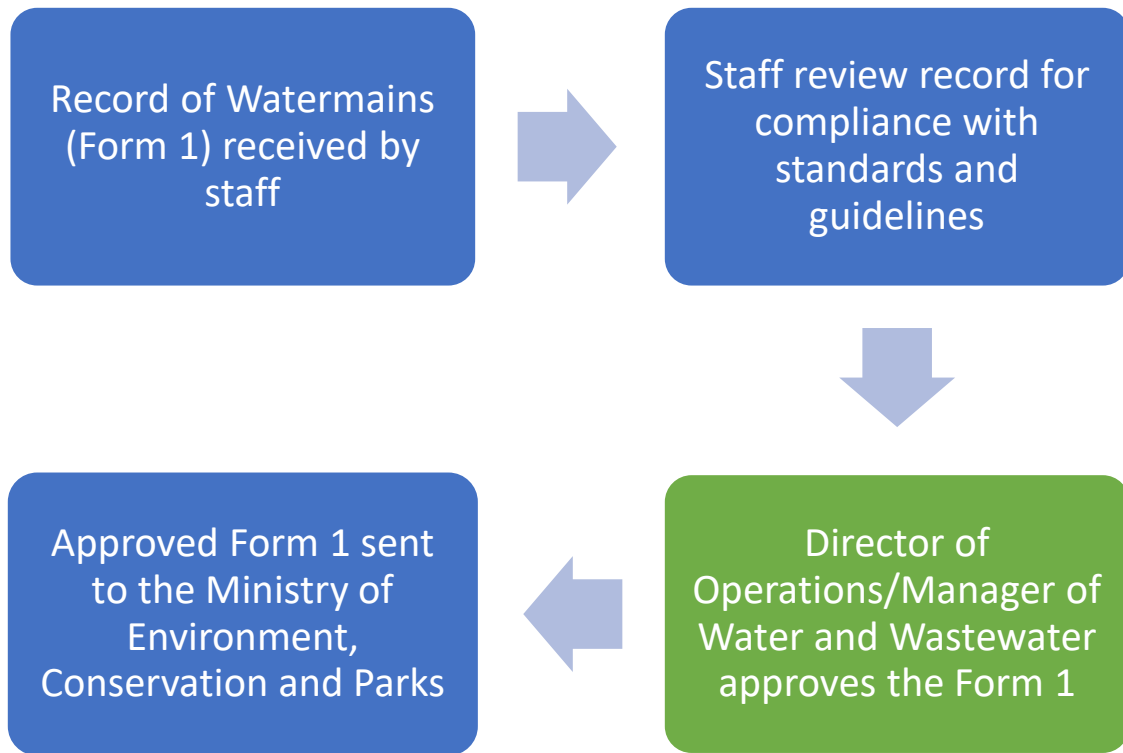 Record of Watermains
(Form 1) received by
staff
Staff review record for
compliance with
standards and
guidelines
Director of
Operations/Manager of
Water and Wastewater
approves the Form 1
Approved Form 1 sent
to the Ministry of
Environment,
Conservation and Parks